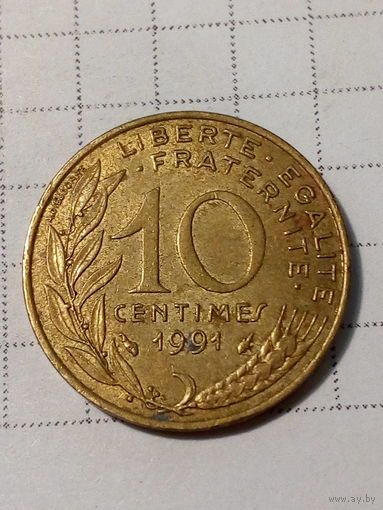 LIBERTE · EGALITE
· FRATERNITE ·
10
CENTIMES
1991
www.ay.by